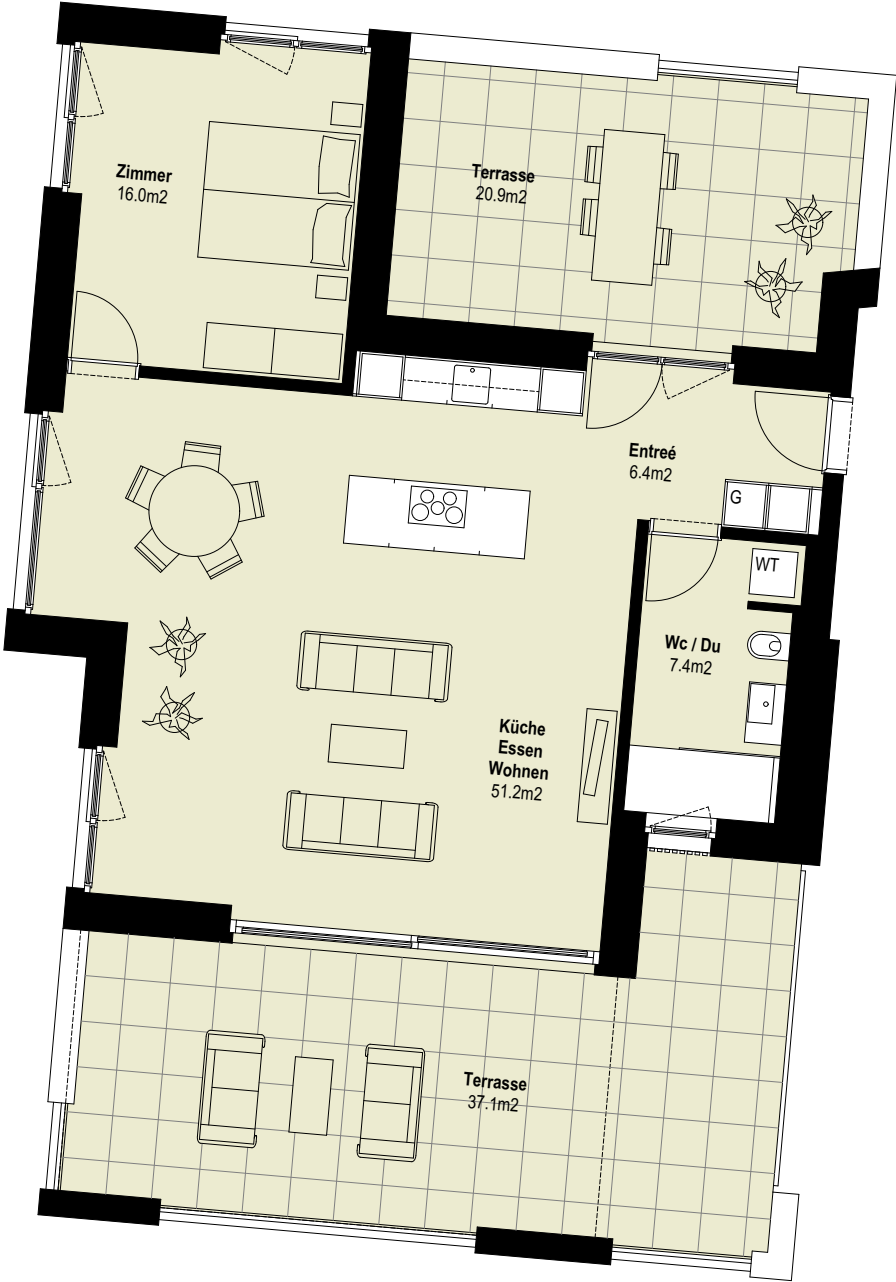 Zimmer
16.0m2
Terrasse
20.9m2
Entreé
6.4m2
G
WT
Wc / Du
7.4m2
Küche
Essen
Wohnen
51.2m2
Terrasse
37.1m2